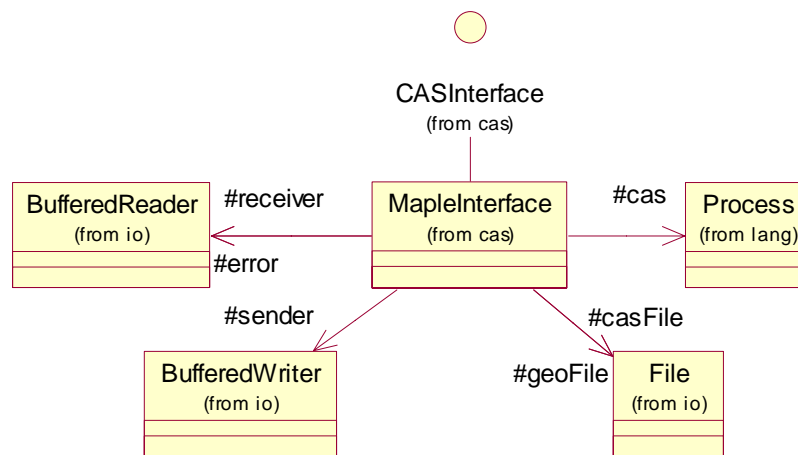 CASInterface
(from cas)
BufferedReader
(from io)
#receiver
#error
MapleInterface
(from cas)
#cas
Process
(from lang)
#sender
#casFile
#geoFile
BufferedWriter
(from io)
File
(from io)